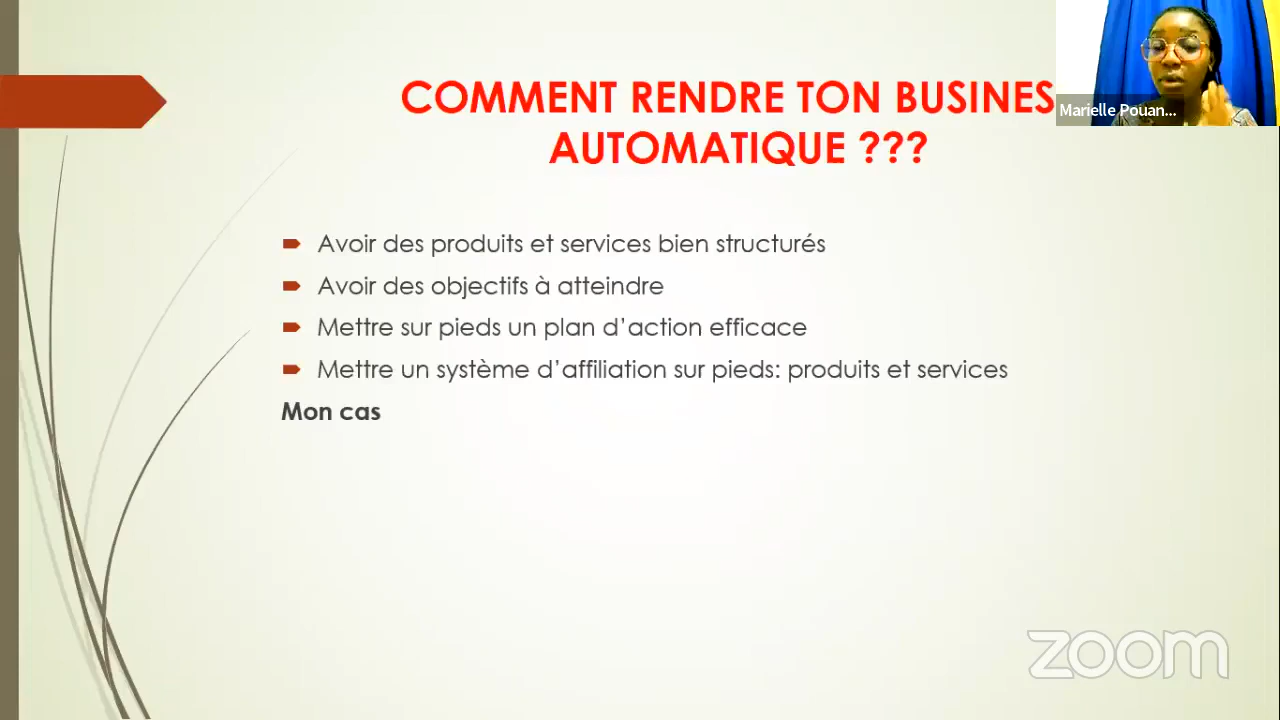 COMMENT RENDRE TON BUSINES
AUTOMATIQUE ???
Marielle Pouan...
Avoir des produits et services bien structurés
Avoir des objectifs à atteindre
Mettre sur pieds un plan d’action efficace
Mettre un système d’affiliation sur pieds: produits et services
Mon cas
zoom